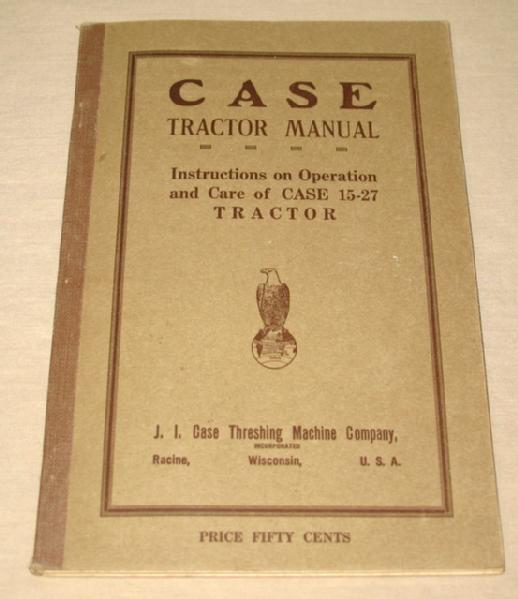 CASE
TRACTOR MANUAL
Instructions on Operation
and Care of CASE 15-27
TRACTOR
J. I. Case Threshing Machine Company,
INCORPORATED
Racine, Wisconsin, U. S. A.
PRICE FIFTY CENTS